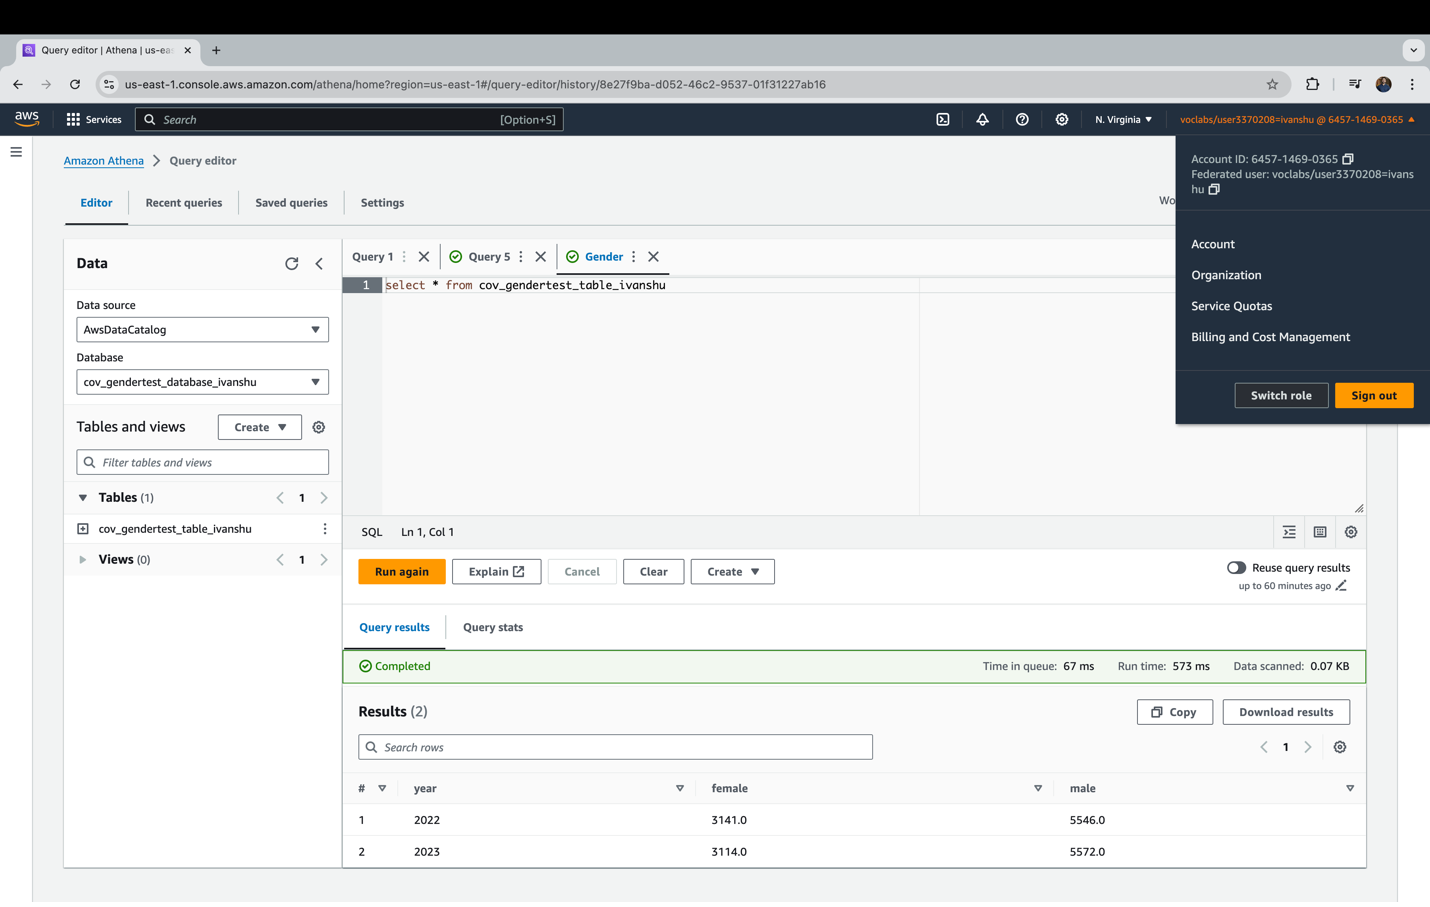 Query editor | Athena | us-eas
us-east-1.console.aws.amazon.com/athena/home?region=us-east-1#/query-editor/history/8e27f9ba-d052-46c2-9537-01f31227ab16
aws Services Search [Option+S] N. Virginia voclabs/user3370208=ivanshu @ 6457-1469-0365
Account ID: 6457-1469-0365
Federated user: voclabs/user3370208=ivans
hu
Account
Organization
Service Quotas
Billing and Cost Management
Switch role Sign out
Amazon Athena Query editor
Editor Recent queries Saved queries Settings Wo
Data
Data source
AwsDataCatalog
Database
cov_gendertest_database_ivanshu
Tables and views Create
Filter tables and views
Tables (1) 1
cov_gendertest_table_ivanshu
Views (0) 1
Query 1 Query 5 Gender
1 select * from cov_gendertest_table_ivanshu
SQL Ln 1, Col 1
Run again Explain Cancel Clear Create
Reuse query results
up to 60 minutes ago
Query results Query stats
Completed Time in queue: 67 ms Run time: 573 ms Data scanned: 0.07 KB
Results (2) Copy Download results
Search rows 1
# year female male
1 2022 3141.0 5546.0
2 2023 3114.0 5572.0